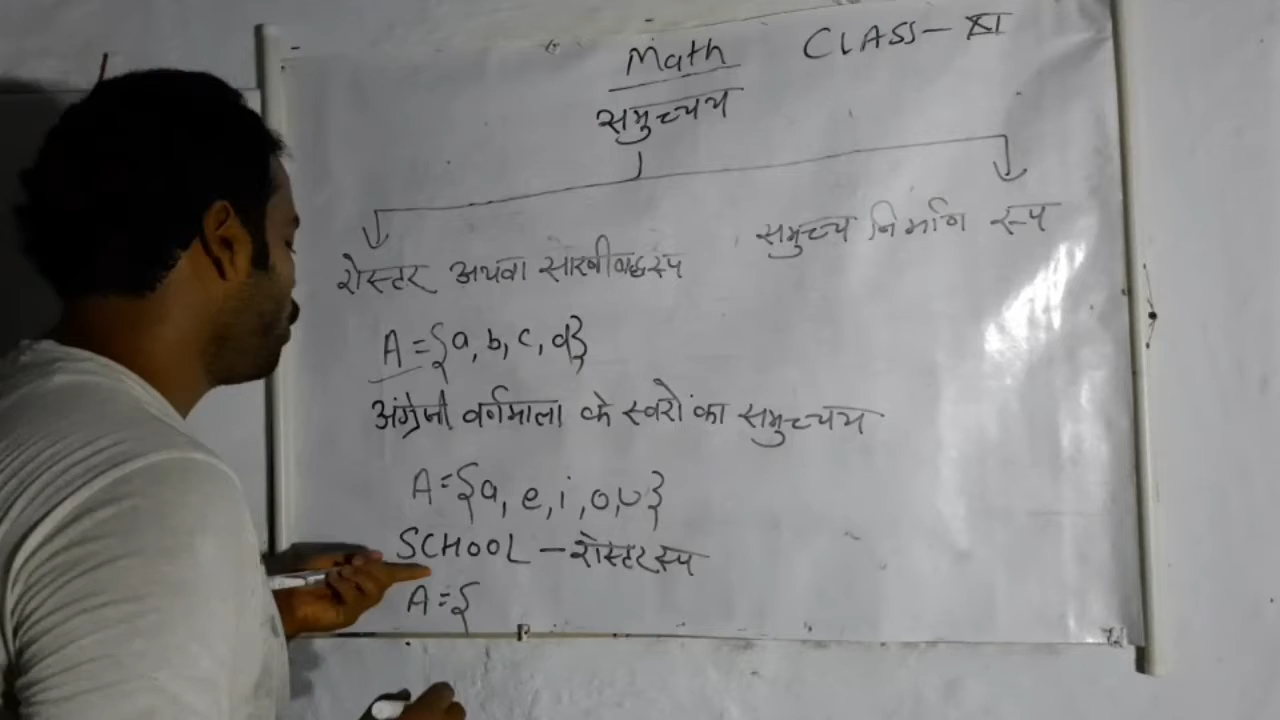 Math CLASS-XI
समुच्चय
रोस्टर अथवा सारणीबद्ध रूप
समुच्चय निर्माण रूप
A={a, b, c, d}
अंग्रेजी वर्णमाला के स्वरों का समुच्चय
A={a, e, i, o, u}
SCHOOL - रोस्टर रूप
A={